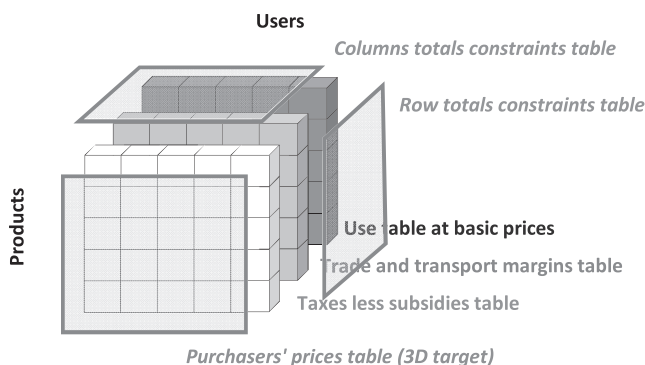 Users
Columns totals constraints table
Row totals constraints table
Products
Use table at basic prices
Trade and transport margins table
Taxes less subsidies table
Purchasers' prices table (3D target)